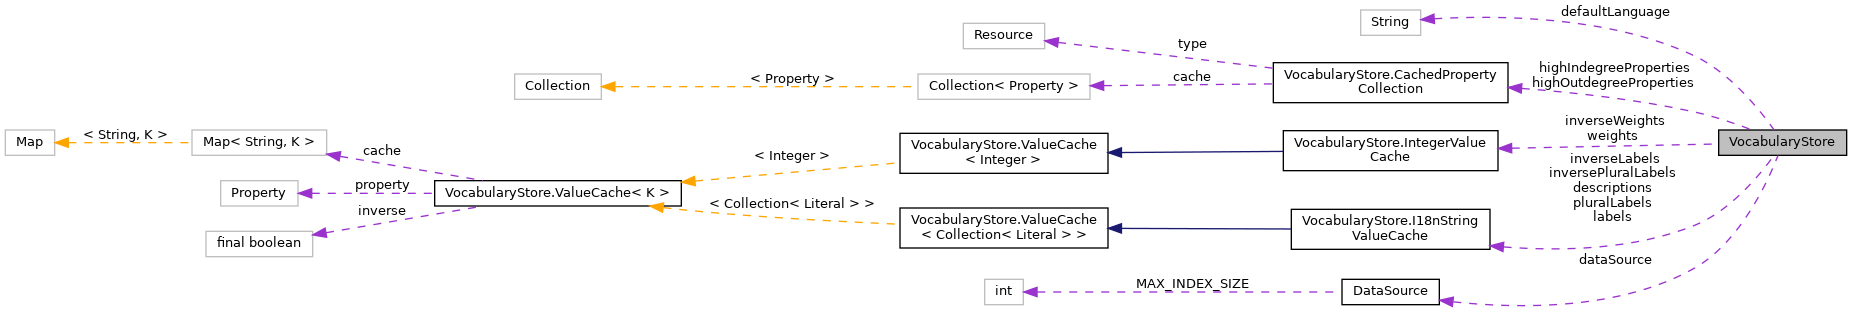 defaultLanguage
String
Resource
type
highIndegreeProperties
highOutdegreeProperties
VocabularyStore.CachedProperty
Collection
cache
< Property >
Collection
Collection< Property >
inverseWeights
weights
< String, K >
Map
Map< String, K >
VocabularyStore
VocabularyStore.IntegerValue
Cache
VocabularyStore.ValueCache
< Integer >
< Integer >
cache
inverseLabels
inversePluralLabels
descriptions
pluralLabels
labels
property
Property
VocabularyStore.ValueCache< K >
inverse
< Collection< Literal > >
VocabularyStore.ValueCache
< Collection< Literal > >
VocabularyStore.I18nString
ValueCache
final boolean
dataSource
int
MAX_INDEX_SIZE
DataSource